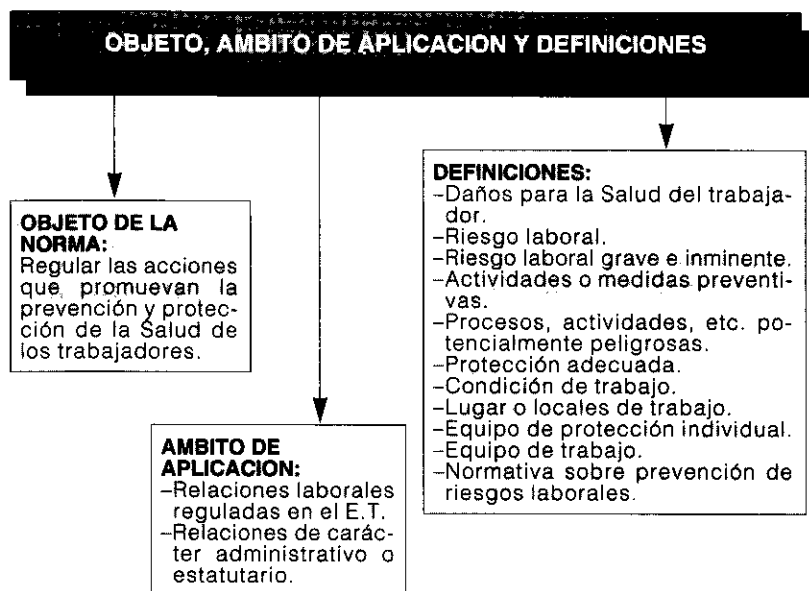 OBJETO, AMBITO DE APLICACION Y DEFINICIONES
OBJETO DE LA
NORMA:
Regular las acciones
que promuevan la
prevención y protec-
ción de la Salud de
los trabajadores.
AMBITO DE
APLICACION:
–Relaciones laborales
reguladas en el E.T.
–Relaciones de carác-
ter administrativo o
estatutario.
DEFINICIONES:
–Daños para la Salud del trabaja-
dor.
–Riesgo laboral.
–Riesgo laboral grave e inminente.
–Actividades o medidas preventi-
vas.
–Procesos, actividades, etc. po-
tencialmente peligrosas.
–Protección adecuada.
–Condición de trabajo.
–Lugar o locales de trabajo.
–Equipo de protección individual.
–Equipo de trabajo.
–Normativa sobre prevención de
riesgos laborales.